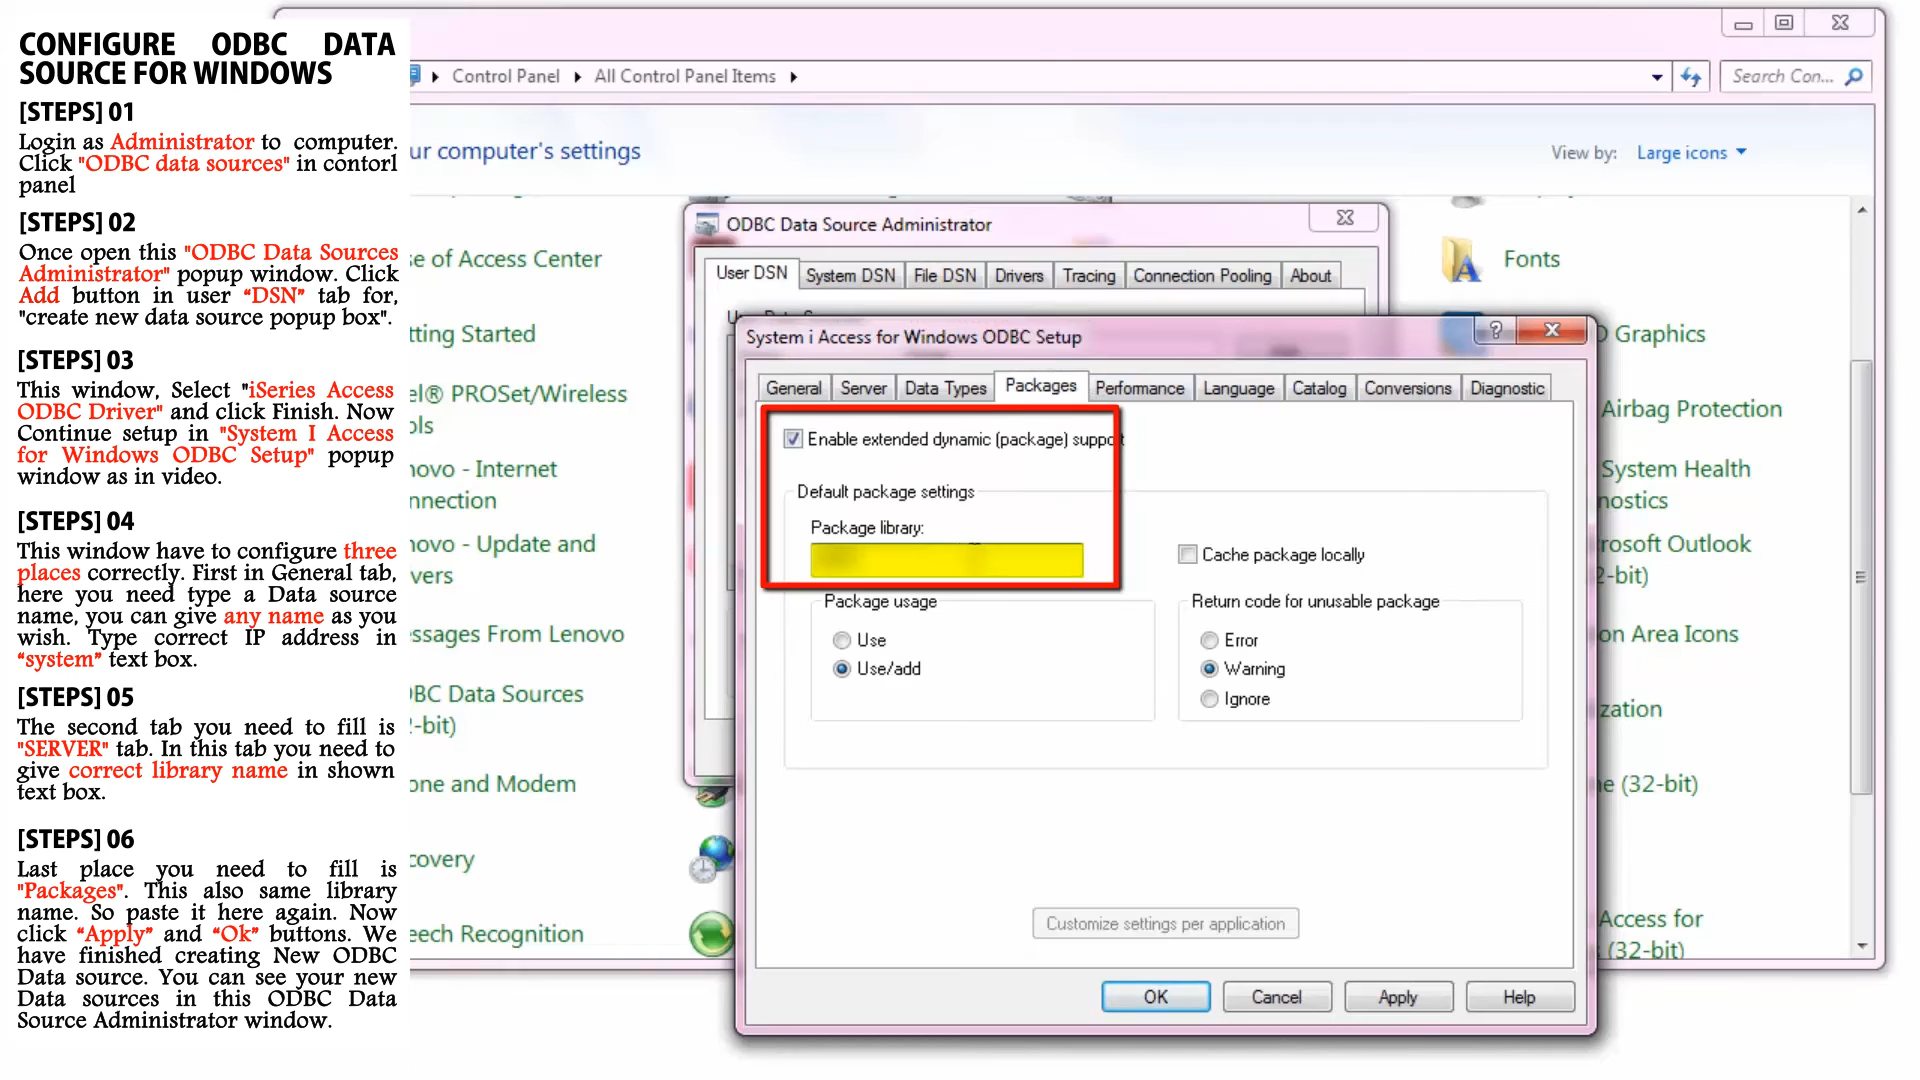 CONFIGURE ODBC DATA
SOURCE FOR WINDOWS
[STEPS] 01
Login as Administrator to computer.
Click "ODBC data sources" in contorl
panel
[STEPS] 02
Once open this "ODBC Data Sources
Administrator" popup window. Click
Add button in user “DSN” tab for,
"create new data source popup box".
[STEPS] 03
This window, Select "iSeries Access
ODBC Driver" and click Finish. Now
Continue setup in "System I Access
for Windows ODBC Setup" popup
window as in video.
[STEPS] 04
This window have to configure three
places correctly. First in General tab,
here you need type a Data source
name, you can give any name as you
wish. Type correct IP address in
“system” text box.
[STEPS] 05
The second tab you need to fill is
"SERVER" tab. In this tab you need to
give correct library name in shown
text box.
[STEPS] 06
Last place you need to fill is
"Packages". This also same library
name. So paste it here again. Now
click “Apply” and “Ok” buttons. We
have finished creating New ODBC
Data source. You can see your new
Data sources in this ODBC Data
Source Administrator window.
Control Panel All Control Panel Items
Search Con...
ur computer's settings
View by: Large icons
se of Access Center
tting Started
el® PROSet/Wireless
ols
novo - Internet
nnection
novo - Update and
vers
ssages From Lenovo
BC Data Sources
-bit)
one and Modem
covery
eech Recognition
ODBC Data Source Administrator
User DSN System DSN File DSN Drivers Tracing Connection Pooling About
System i Access for Windows ODBC Setup
General Server Data Types Packages Performance Language Catalog Conversions Diagnostic
Enable extended dynamic (package) support
Default package settings
Package library:
Cache package locally
Package usage
Use
Use/add
Return code for unusable package
Error
Warning
Ignore
Customize settings per application
OK Cancel Apply Help
Fonts
Graphics
Airbag Protection
System Health
nostics
rosoft Outlook
2-bit)
on Area Icons
zation
ne (32-bit)
Access for
(32-bit)